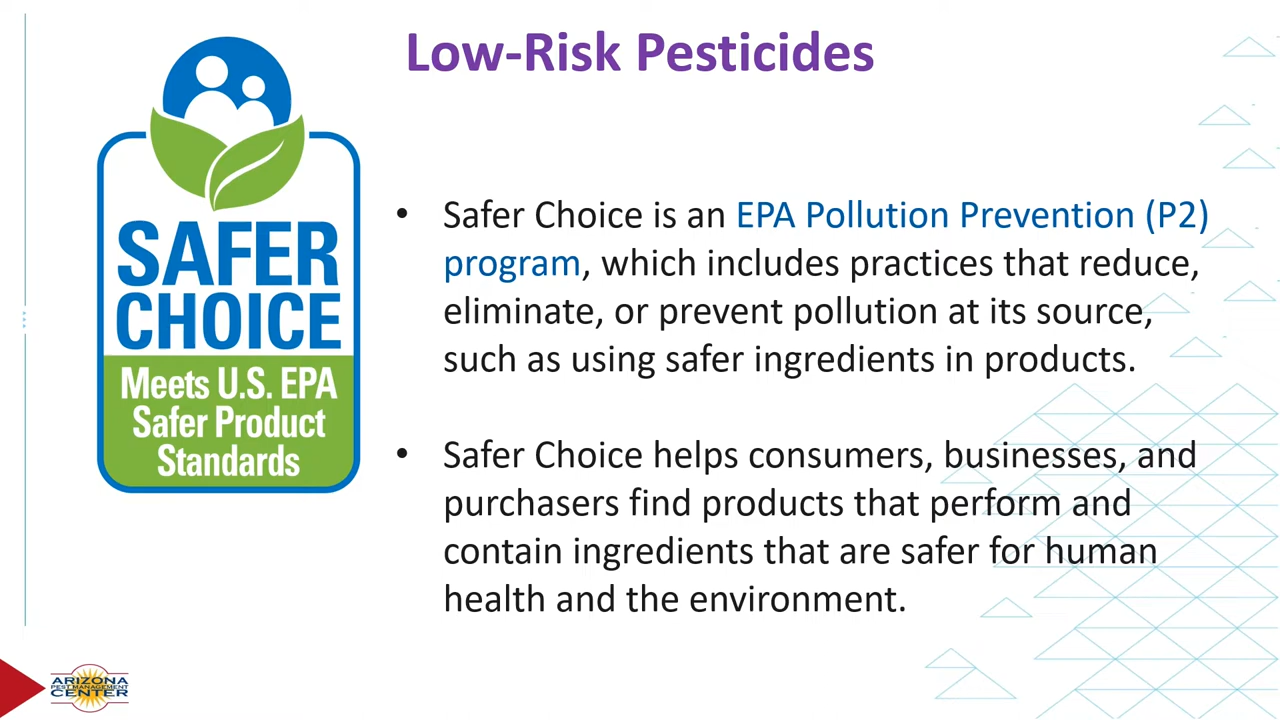 Low-Risk Pesticides
SAFER
CHOICE
Meets U.S. EPA
Safer Product
Standards
• Safer Choice is an EPA Pollution Prevention (P2)
program, which includes practices that reduce,
eliminate, or prevent pollution at its source,
such as using safer ingredients in products.
• Safer Choice helps consumers, businesses, and
purchasers find products that perform and
contain ingredients that are safer for human
health and the environment.
ARIZONA
PEST MANAGEMENT
CENTER